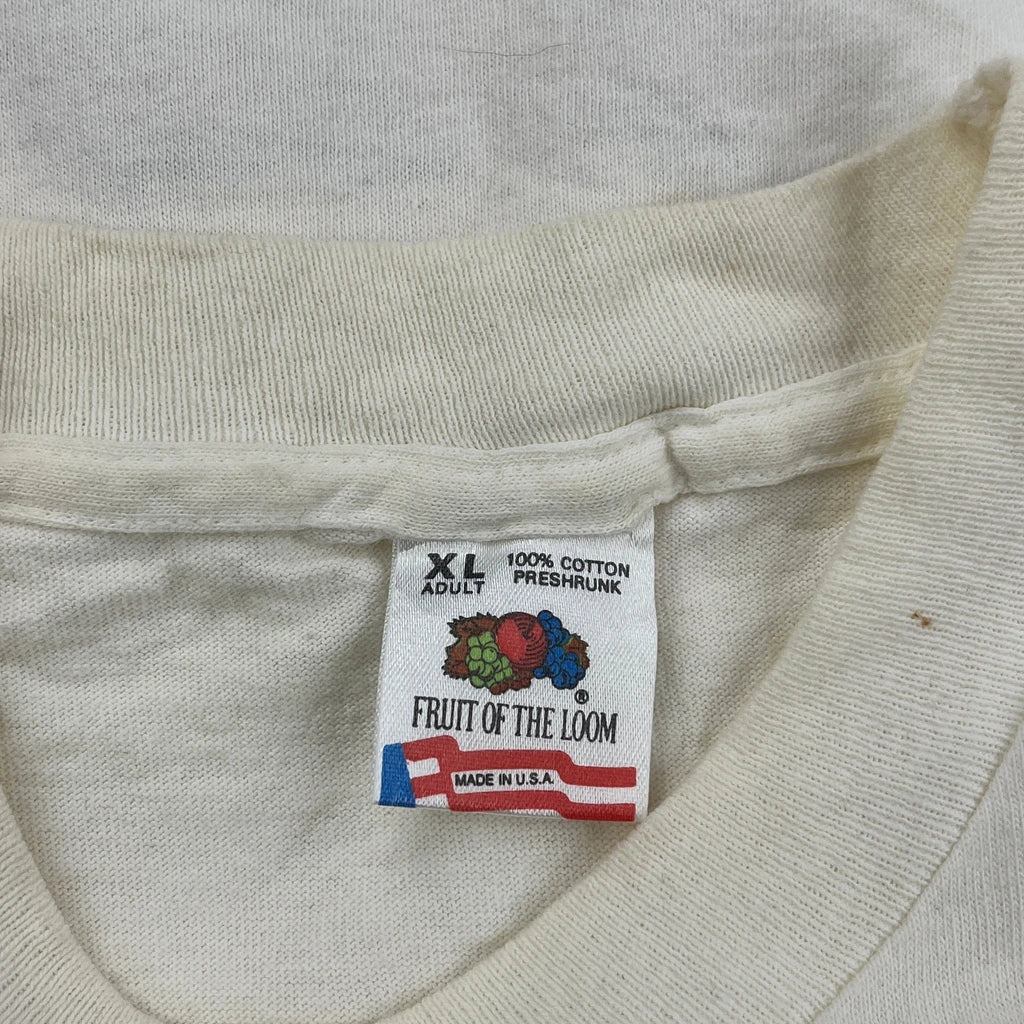 XL
ADULT
100% COTTON
PRESHRUNK
®
FRUIT OF THE LOOM
MADE IN U.S.A.